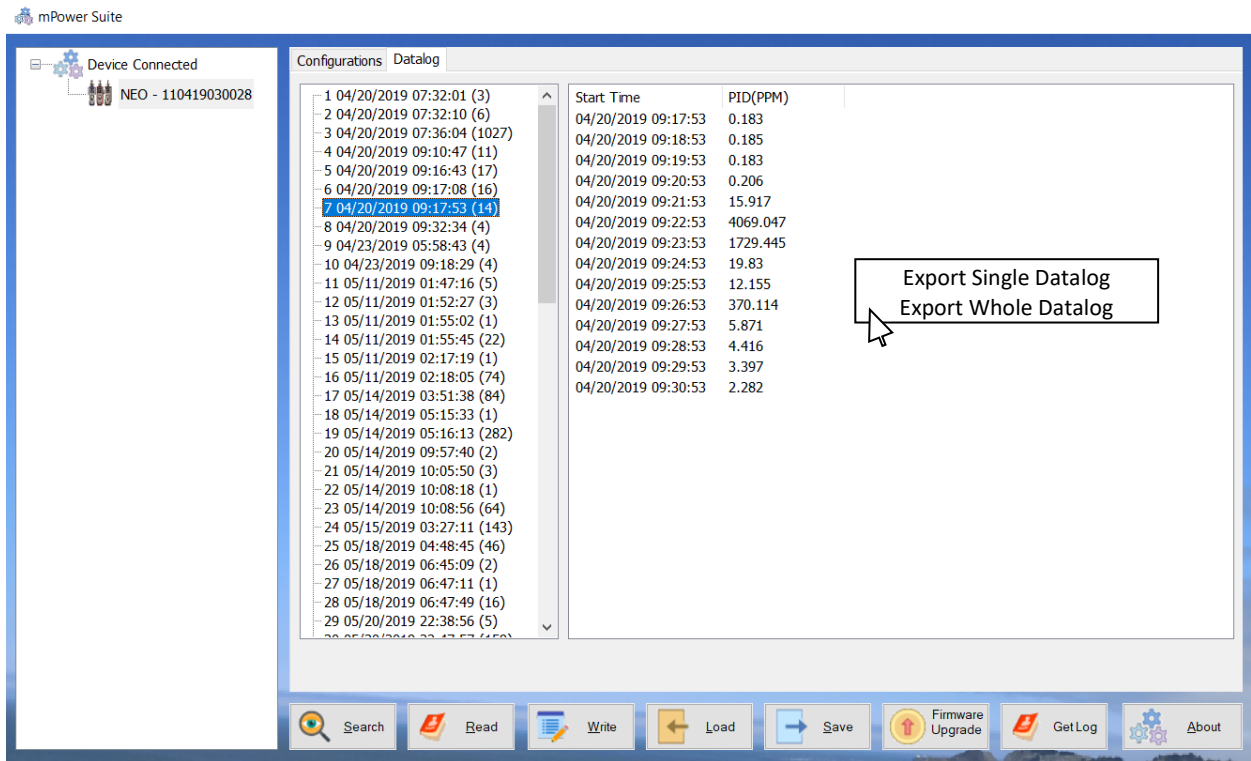 mPower Suite
Device Connected
NEO - 110419030028
Configurations Datalog
1 04/20/2019 07:32:01 (3)
2 04/20/2019 07:32:10 (6)
3 04/20/2019 07:36:04 (1027)
4 04/20/2019 09:10:47 (11)
5 04/20/2019 09:16:43 (17)
6 04/20/2019 09:17:08 (16)
7 04/20/2019 09:17:53 (14)
8 04/20/2019 09:32:34 (4)
9 04/23/2019 05:58:43 (4)
10 04/23/2019 09:18:29 (4)
11 05/11/2019 01:47:16 (5)
12 05/11/2019 01:52:27 (3)
13 05/11/2019 01:55:02 (1)
14 05/11/2019 01:55:45 (22)
15 05/11/2019 02:17:19 (1)
16 05/11/2019 02:18:05 (74)
17 05/14/2019 03:51:38 (84)
18 05/14/2019 05:15:33 (1)
19 05/14/2019 05:16:13 (282)
20 05/14/2019 09:57:40 (2)
21 05/14/2019 10:05:50 (3)
22 05/14/2019 10:08:18 (1)
23 05/14/2019 10:08:56 (64)
24 05/15/2019 03:27:11 (143)
25 05/18/2019 04:48:45 (46)
26 05/18/2019 06:45:09 (2)
27 05/18/2019 06:47:11 (1)
28 05/18/2019 06:47:49 (16)
29 05/20/2019 22:38:56 (5)
Start Time PID(PPM)
04/20/2019 09:17:53 0.183
04/20/2019 09:18:53 0.185
04/20/2019 09:19:53 0.183
04/20/2019 09:20:53 0.206
04/20/2019 09:21:53 15.917
04/20/2019 09:22:53 4069.047
04/20/2019 09:23:53 1729.445
04/20/2019 09:24:53 19.83
04/20/2019 09:25:53 12.155
04/20/2019 09:26:53 370.114
04/20/2019 09:27:53 5.871
04/20/2019 09:28:53 4.416
04/20/2019 09:29:53 3.397
04/20/2019 09:30:53 2.282
Export Single Datalog
Export Whole Datalog
Search Read Write Load Save Firmware Upgrade Get Log About